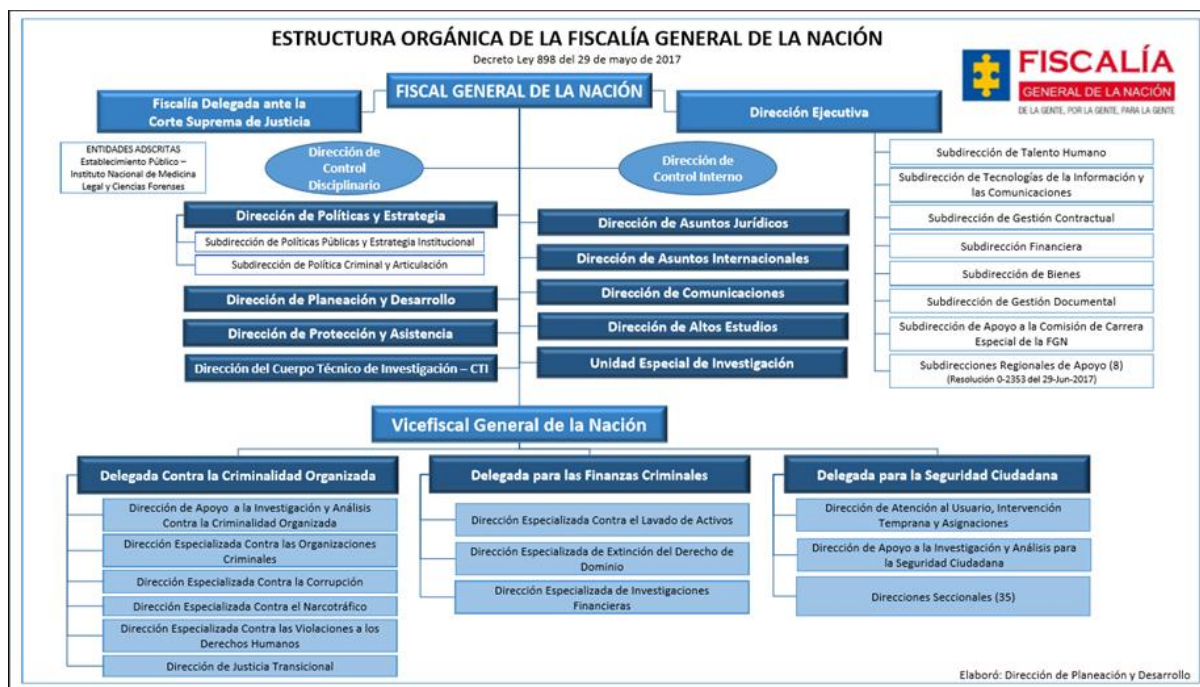 ESTRUCTURA ORGÁNICA DE LA FISCALÍA GENERAL DE LA NACIÓN
Decreto Ley 898 del 29 de mayo de 2017
FISCALÍA
GENERAL DE LA NACIÓN
DE LA GENTE, POR LA GENTE, PARA LA GENTE
FISCAL GENERAL DE LA NACIÓN
Fiscalía Delegada ante la
Corte Suprema de Justicia
Dirección Ejecutiva
ENTIDADES ADSCRITAS
Establecimiento Público –
Instituto Nacional de Medicina
Legal y Ciencias Forenses
Dirección de
Control
Disciplinario
Dirección de
Control Interno
Subdirección de Talento Humano
Subdirección de Tecnologías de la Información y
las Comunicaciones
Subdirección de Gestión Contractual
Subdirección Financiera
Subdirección de Bienes
Subdirección de Gestión Documental
Subdirección de Apoyo a la Comisión de Carrera
Especial de la FGN
Subdirecciones Regionales de Apoyo (8)
(Resolución 0-2353 del 29-Jun-2017)
Dirección de Políticas y Estrategia
Subdirección de Políticas Públicas y Estrategia Institucional
Subdirección de Política Criminal y Articulación
Dirección de Planeación y Desarrollo
Dirección de Protección y Asistencia
Dirección del Cuerpo Técnico de Investigación – CTI
Dirección de Asuntos Jurídicos
Dirección de Asuntos Internacionales
Dirección de Comunicaciones
Dirección de Altos Estudios
Unidad Especial de Investigación
Vicefiscal General de la Nación
Delegada Contra la Criminalidad Organizada
Dirección de Apoyo a la Investigación y Análisis
Contra la Criminalidad Organizada
Dirección Especializada Contra las Organizaciones
Criminales
Dirección Especializada Contra la Corrupción
Dirección Especializada Contra el Narcotráfico
Dirección Especializada Contra las Violaciones a los
Derechos Humanos
Dirección de Justicia Transicional
Delegada para las Finanzas Criminales
Dirección Especializada Contra el Lavado de Activos
Dirección Especializada de Extinción del Derecho de
Dominio
Dirección Especializada de Investigaciones
Financieras
Delegada para la Seguridad Ciudadana
Dirección de Atención al Usuario, Intervención
Temprana y Asignaciones
Dirección de Apoyo a la Investigación y Análisis para
la Seguridad Ciudadana
Direcciones Seccionales (35)
Elaboró: Dirección de Planeación y Desarrollo